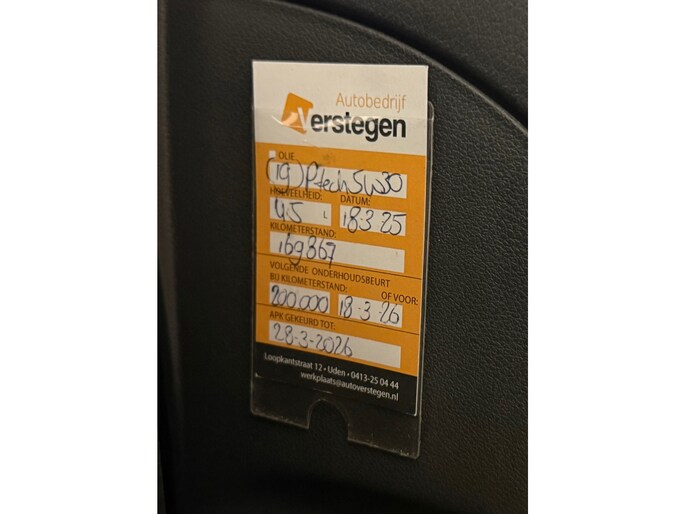 Autobedrijf
Verstegen
OLIE
(19) Ptech 5W30
HOEVEELHEID: DATUM:
4,5 L 18-3-25
KILOMETERSTAND:
169867
VOLGENDE ONDERHOUDSBEURT
BIJ KILOMETERSTAND: OF VOOR:
200.000 18-3-26
APK GEKEURD TOT:
28-3-2026
Loopkantstraat 12 • Uden • 0413-25 04 44
werkplaats@autoverstegen.nl